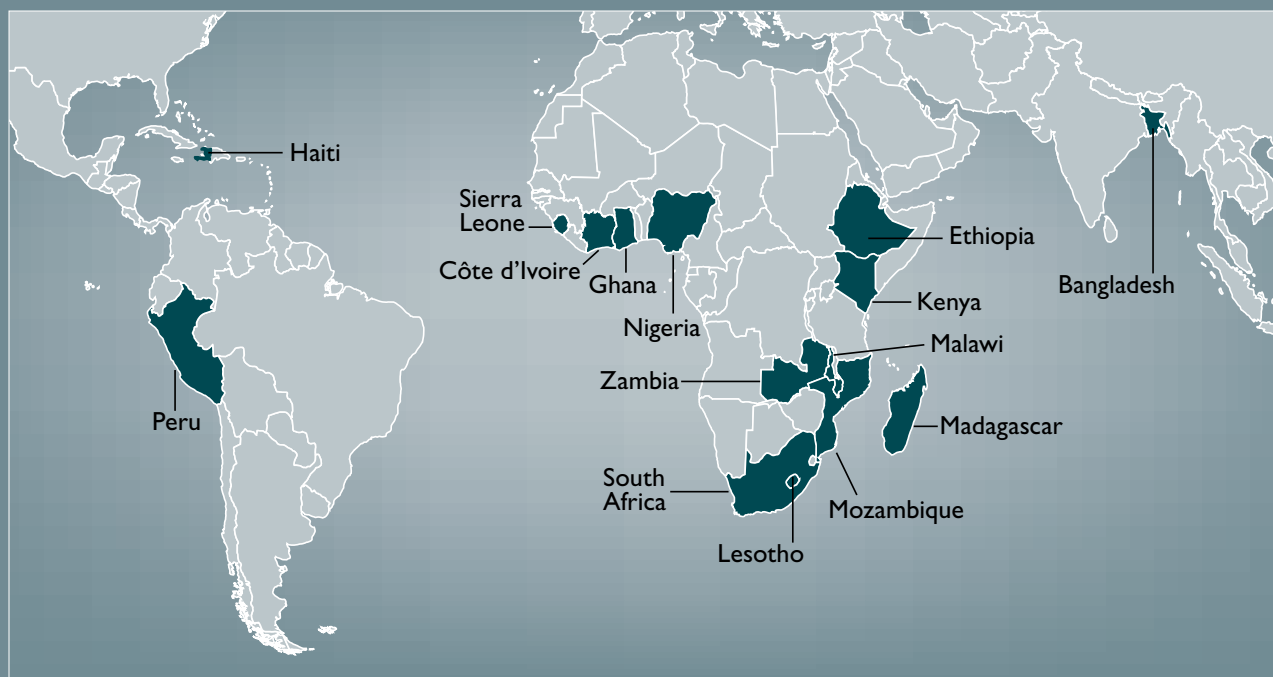 Haiti
Sierra
Leone
Côte d'Ivoire
Ghana
Nigeria
Ethiopia
Kenya
Bangladesh
Malawi
Zambia
Peru
Madagascar
South
Africa
Mozambique
Lesotho